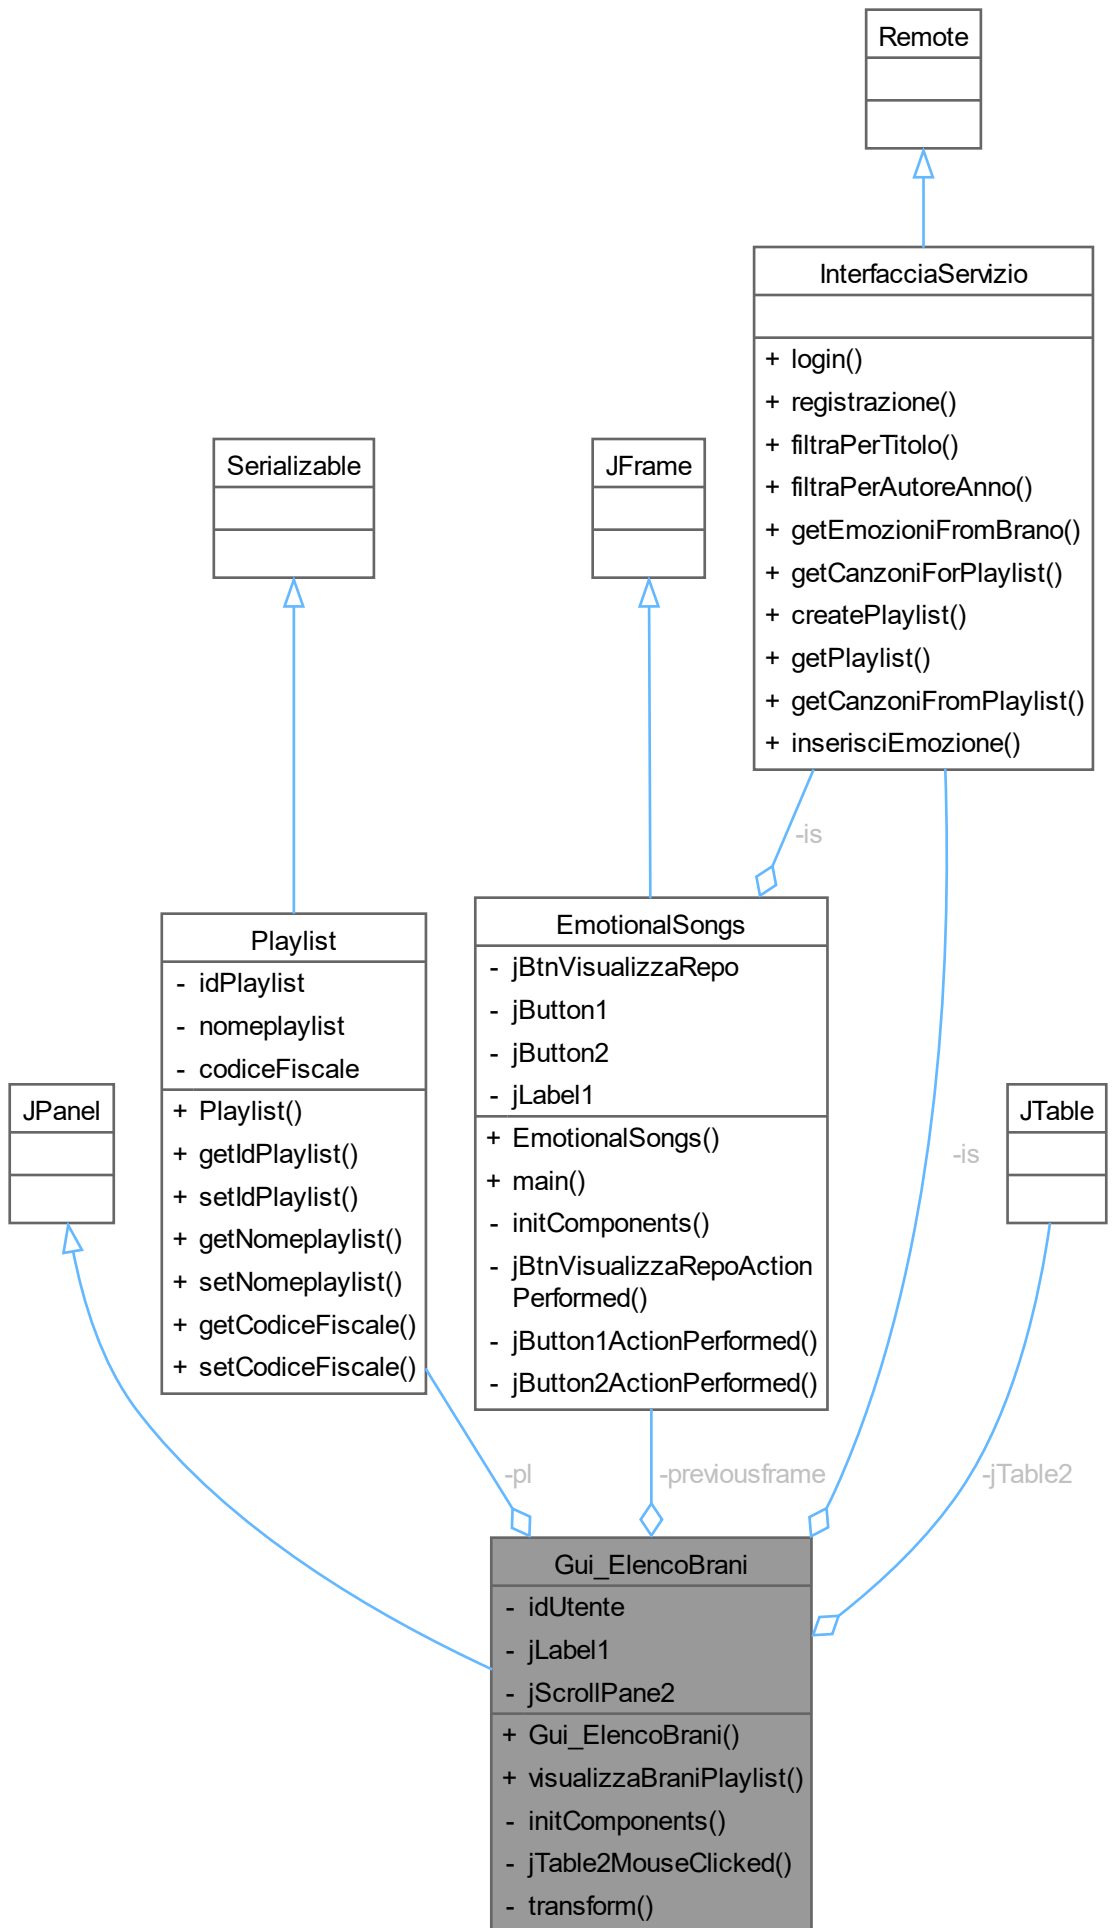 Remote
InterfacciaServizio
+ login()
+ registrazione()
+ filtraPerTitolo()
+ filtraPerAutoreAnno()
+ getEmozioniFromBrano()
+ getCanzoniForPlaylist()
+ createPlaylist()
+ getPlaylist()
+ getCanzoniFromPlaylist()
+ inserisciEmozione()
Serializable
JFrame
-is
Playlist
- idPlaylist
- nomeplaylist
- codiceFiscale
+ Playlist()
+ getIdPlaylist()
+ setIdPlaylist()
+ getNomeplaylist()
+ setNomeplaylist()
+ getCodiceFiscale()
+ setCodiceFiscale()
EmotionalSongs
- jBtnVisualizzaRepo
- jButton1
- jButton2
- jLabel1
+ EmotionalSongs()
+ main()
- initComponents()
- jBtnVisualizzaRepoAction
Performed()
- jButton1ActionPerformed()
- jButton2ActionPerformed()
JPanel
JTable
-is
-pl
-previousframe
-jTable2
Gui_ElencoBrani
- idUtente
- jLabel1
- jScrollPane2
+ Gui_ElencoBrani()
+ visualizzaBraniPlaylist()
- initComponents()
- jTable2MouseClicked()
- transform()